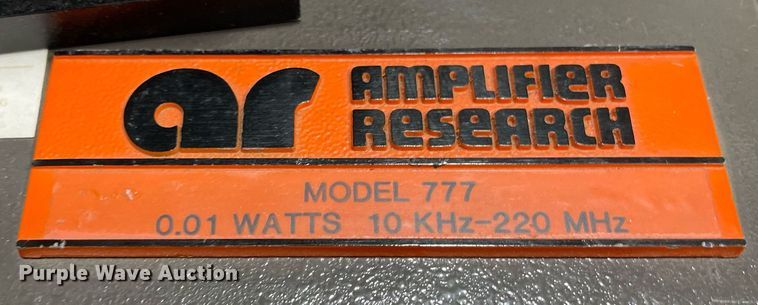 ar AMPLIFIER
RESEARCH
MODEL 777
0.01 WATTS 10 KHz-220 MHz
Purple Wave Auction